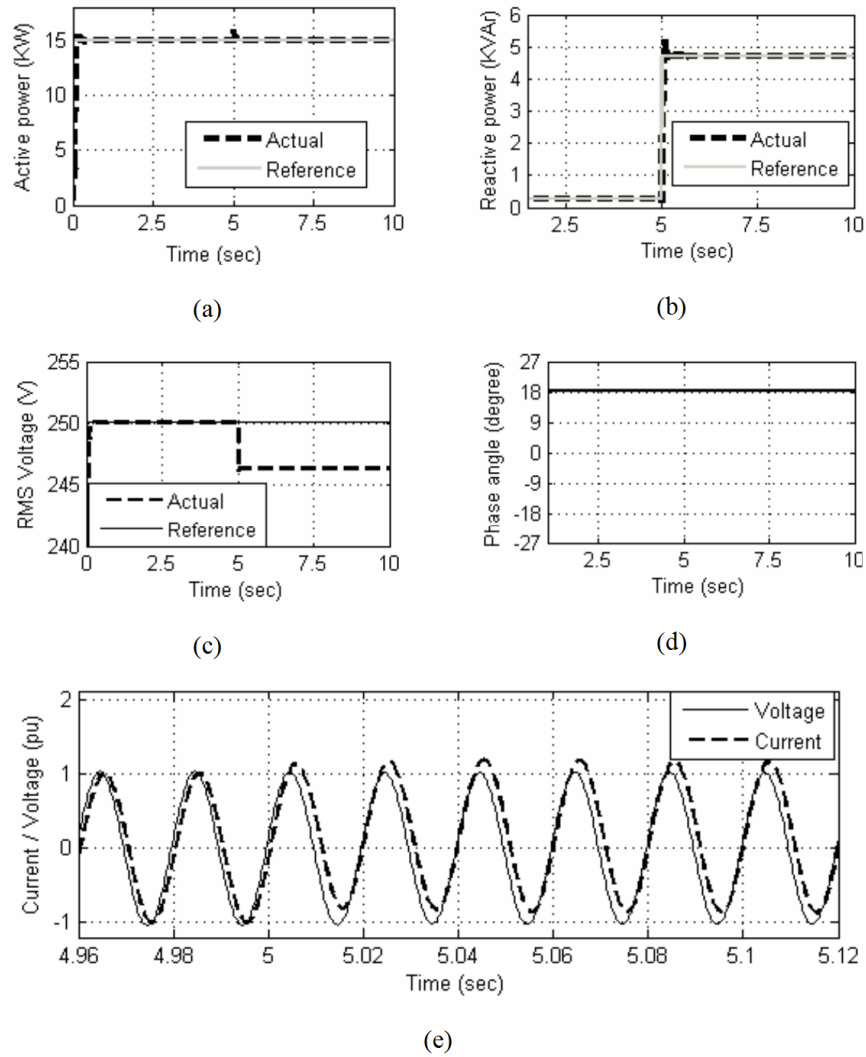 Active power (KW)
15
10
5
0
0 2.5 5 7.5 10
Actual
Reference
Time (sec)
(a)
Reactive power (KVAr)
6
5
4
3
2
1
0
2.5 5 7.5 10
Actual
Reference
Time (sec)
(b)
RMS Voltage (V)
255
250
245
240
0 2.5 5 7.5 10
Actual
Reference
Time (sec)
(c)
Phase angle (degree)
27
18
9
0
-9
-18
-27
2.5 5 7.5 10
Time (sec)
(d)
Current / Voltage (pu)
2
1
0
-1
4.96 4.98 5 5.02 5.04 5.06 5.08 5.1 5.12
Voltage
Current
Time (sec)
(e)